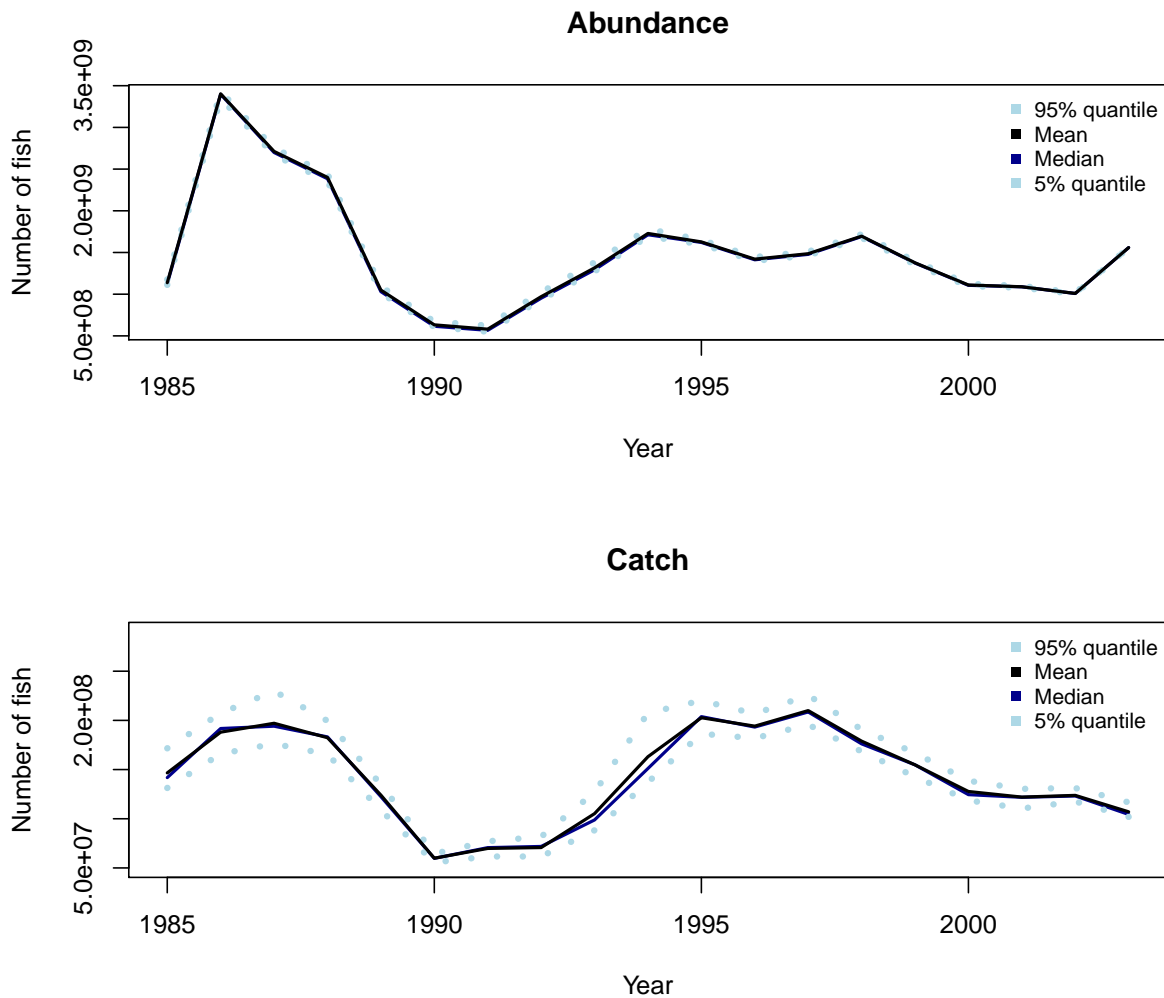 Abundance
3.5e+09
2.0e+09
5.0e+08
Number of fish
95% quantile
Mean
Median
5% quantile
1985 1990 1995 2000
Year
Catch
2.0e+08
5.0e+07
Number of fish
95% quantile
Mean
Median
5% quantile
1985 1990 1995 2000
Year